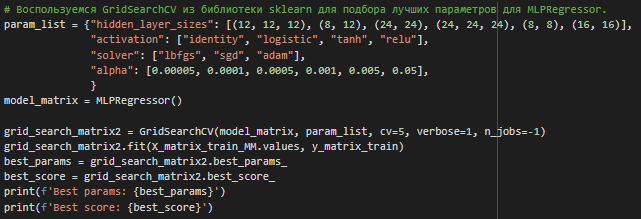 # Воспользуемся GridSearchCV из библиотеки sklearn для подбора лучших параметров для MLPRegressor.
param_list = {"hidden_layer_sizes": [(12, 12, 12), (8, 12), (24, 24), (24, 24, 24), (8, 8), (16, 16)],
"activation": ["identity", "logistic", "tanh", "relu"],
"solver": ["lbfgs", "sgd", "adam"],
"alpha": [0.00005, 0.0001, 0.0005, 0.001, 0.005, 0.05],
}
model_matrix = MLPRegressor()
grid_search_matrix2 = GridSearchCV(model_matrix, param_list, cv=5, verbose=1, n_jobs=-1)
grid_search_matrix2.fit(X_matrix_train_MM.values, y_matrix_train)
best_params = grid_search_matrix2.best_params_
best_score = grid_search_matrix2.best_score_
print(f'Best params: {best_params}')
print(f'Best score: {best_score}')